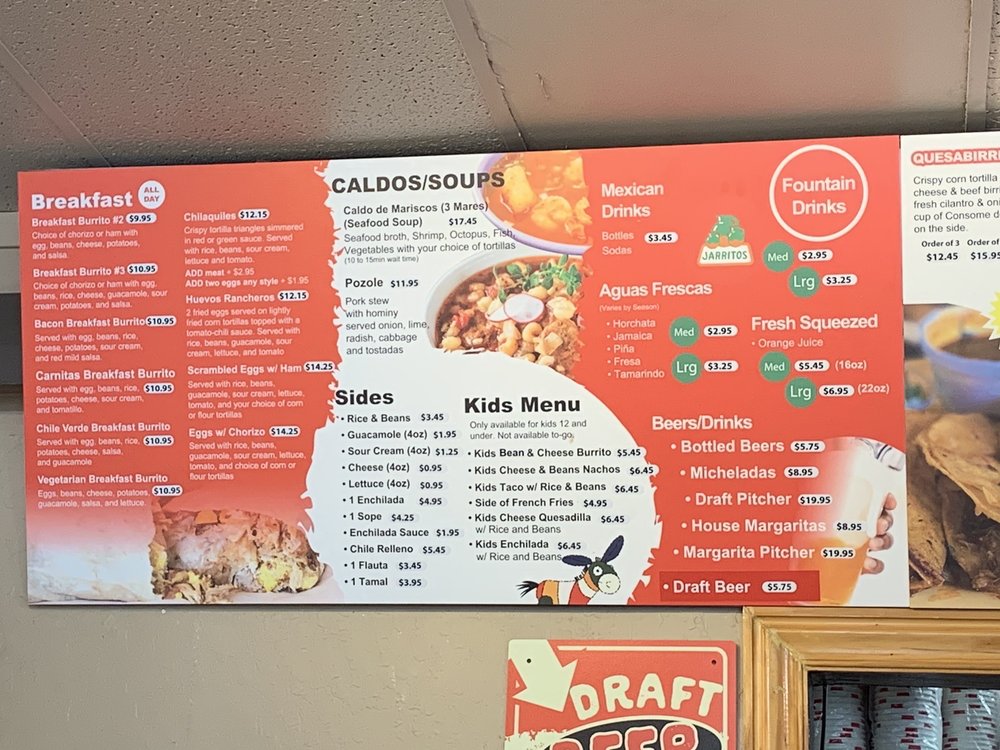 Breakfast
ALL
DAY
Breakfast Burrito #2 $9.95
Choice of chorizo or ham with
egg, beans, cheese, potatoes,
and salsa.
Breakfast Burrito #3 $10.95
Choice of chorizo or ham with egg,
beans, rice, cheese, guacamole, sour
cream, potatoes, and salsa.
Bacon Breakfast Burrito $10.95
Served with egg, beans, rice,
cheese, potatoes, sour cream,
and red mild salsa.
Carnitas Breakfast Burrito
Served with egg, beans, rice, $10.95
potatoes, cheese, sour cream,
and tomatillo.
Chile Verde Breakfast Burrito
Served with egg, beans, rice, $10.95
potatoes, cheese, salsa,
and guacamole
Vegetarian Breakfast Burrito
Eggs, beans, cheese, potatoes, $10.95
guacamole, salsa, and lettuce.
Chilaquiles $12.15
Crispy tortilla triangles simmered
in red or green sauce. Served
with rice, beans, sour cream,
lettuce and tomato.
ADD meat + $2.95
ADD two eggs any style + $1.95
Huevos Rancheros $12.15
2 fried eggs served on lightly
fried corn tortillas topped with a
tomato-chili sauce. Served with
rice, beans, guacamole, sour
cream, lettuce, and tomato
Scrambled Eggs w/ Ham $14.25
Served with rice, beans,
guacamole, sour cream, lettuce,
tomato, and your choice of corn
or flour tortillas
Eggs w/ Chorizo $14.25
Served with rice, beans,
guacamole, sour cream, lettuce,
tomato, and choice of corn or
flour tortillas
CALDOS/SOUPS
Caldo de Mariscos (3 Mares)
(Seafood Soup) $17.45
Seafood broth, Shrimp, Octopus, Fish,
Vegetables with your choice of tortillas
(10 to 15min wait time)
Pozole $11.95
Pork stew
with hominy
served onion, lime,
radish, cabbage
and tostadas
Sides
• Rice & Beans $3.45
• Guacamole (4oz) $1.95
• Sour Cream (4oz) $1.25
• Cheese (4oz) $0.95
• Lettuce (4oz) $0.95
• 1 Enchilada $4.95
• 1 Sope $4.25
• Enchilada Sauce $1.95
• Chile Relleno $5.45
• 1 Flauta $3.45
• 1 Tamal $3.95
Kids Menu
Only available for kids 12 and
under. Not available to-go.
• Kids Bean & Cheese Burrito $5.45
• Kids Cheese & Beans Nachos $6.45
• Kids Taco w/ Rice & Beans $6.45
• Side of French Fries $4.95
• Kids Cheese Quesadilla $6.45
w/ Rice and Beans
• Kids Enchilada $6.45
w/ Rice and Beans
Mexican
Drinks
Bottles
Sodas
$3.45
JARRITOS
Fountain
Drinks
Med $2.95
Lrg $3.25
Aguas Frescas
(Varies by Season)
• Horchata
• Jamaica
• Piña
• Fresa
• Tamarindo
Med $2.95
Lrg $3.25
Fresh Squeezed
• Orange Juice
Med $5.45 (16oz)
Lrg $6.95 (22oz)
Beers/Drinks
• Bottled Beers $5.75
• Micheladas $8.95
• Draft Pitcher $19.95
• House Margaritas $8.95
• Margarita Pitcher $19.95
• Draft Beer $5.75
Crispy corn tortilla
cheese & beef
fresh cilantro &
cup of Consome
on the side.
Order of 3 Order of
$12.45
DRAFT
BEER